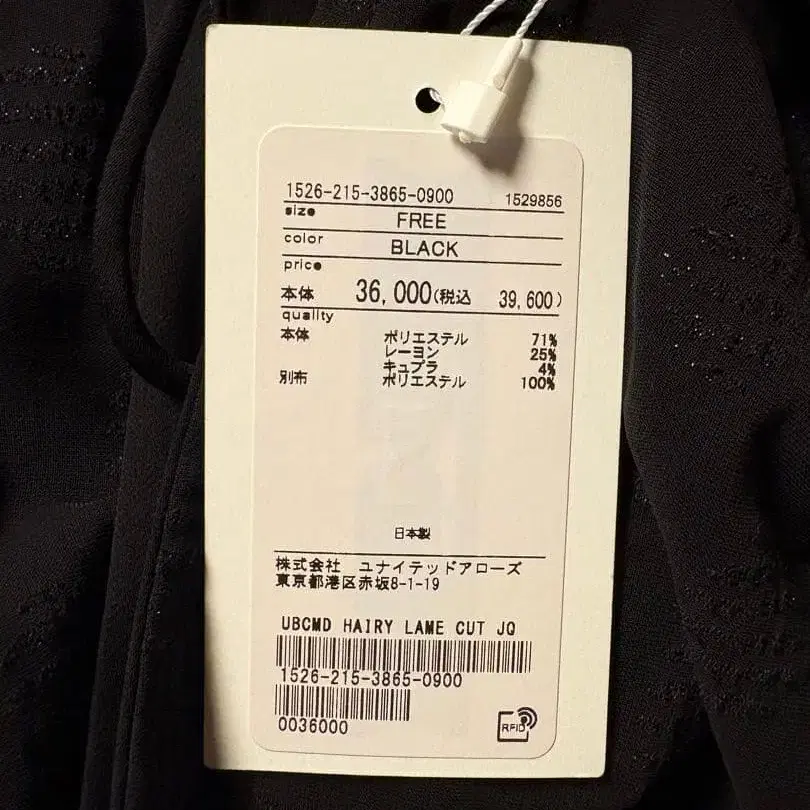 1526-215-3865-0900 1529856
size FREE
color BLACK
price
本体 36,000(税込 39,600)
quality
本体 ポリエステル 71%
レーヨン 25%
キュプラ 4%
別布 ポリエステル 100%
日本製
株式会社 ユナイテッドアローズ
東京都港区赤坂8-1-19
UBCMD HAIRY LAME CUT JQ
1526-215-3865-0900
0036000
RFID